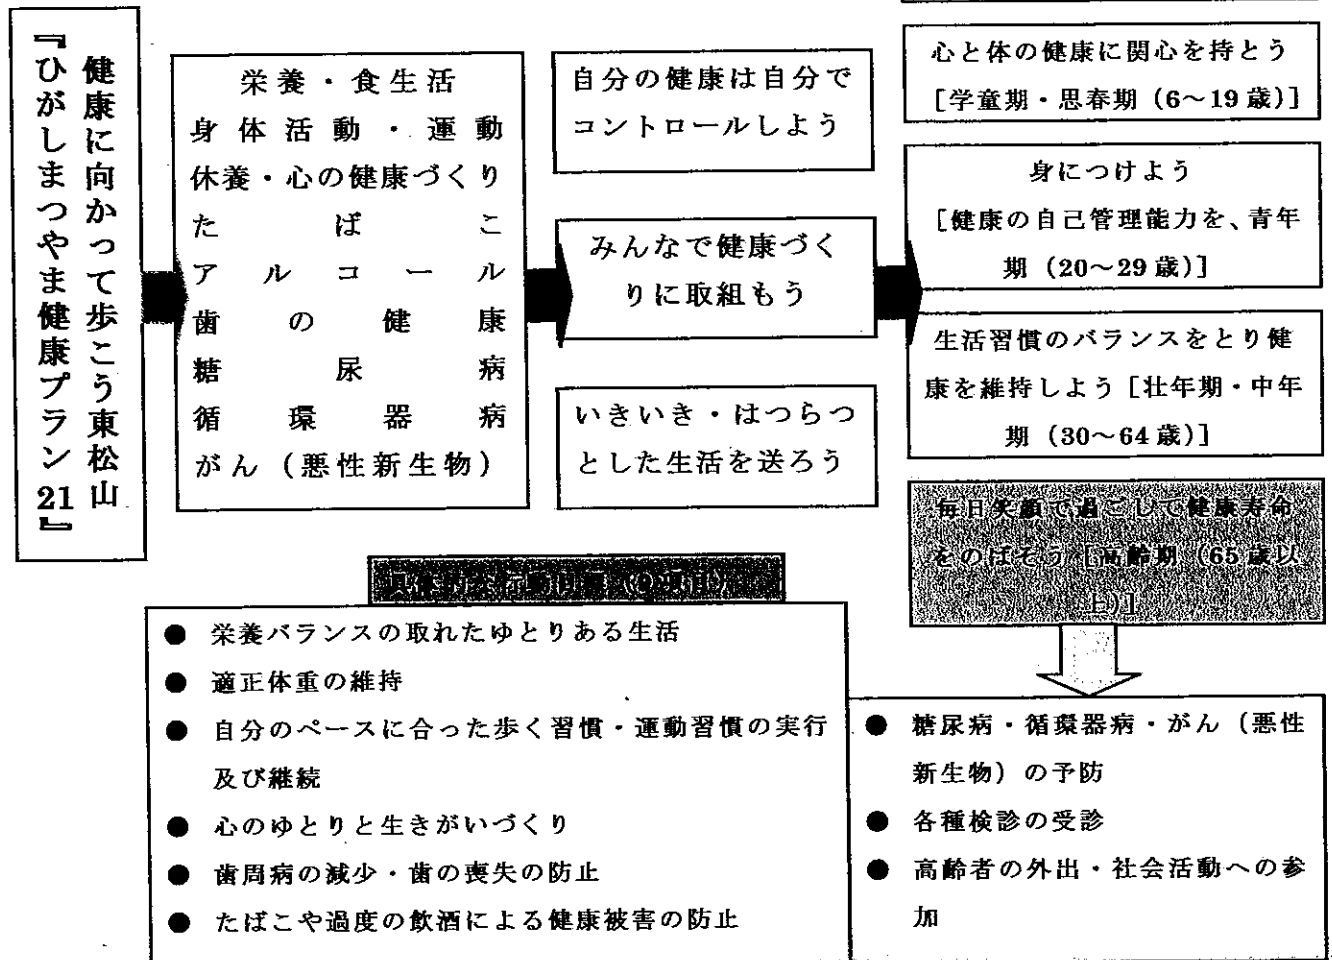 健康に向かって歩こう東松山
『ひがしまつやま健康プラン21』
栄養・食生活
身体活動・運動
休養・心の健康づくり
たばこ
アルコール
歯の健康
糖尿病
循環器病
がん(悪性新生物)
自分の健康は自分で
コントロールしよう
みんなで健康づく
りに取組もう
いきいき・はつらつ
とした生活を送ろう
心と体の健康に関心を持とう
[学童期・思春期(6~19歳)]
身につけよう
[健康の自己管理能力を、青年
期(20~29歳)]
生活習慣のバランスをとり健
康を維持しよう[壮年期・中年
期(30~64歳)]
毎日笑顔で過ごして健康寿命
をのばそう[高齢期(65歳以
上)]
具体的な行動目標(9項目)
● 栄養バランスの取れたゆとりある生活
● 適正体重の維持
● 自分のペースに合った歩く習慣・運動習慣の実行
及び継続
● 心のゆとりと生きがいづくり
● 歯周病の減少・歯の喪失の防止
● たばこや過度の飲酒による健康被害の防止
● 糖尿病・循環器病・がん(悪性
新生物)の予防
● 各種検診の受診
● 高齢者の外出・社会活動への参
加